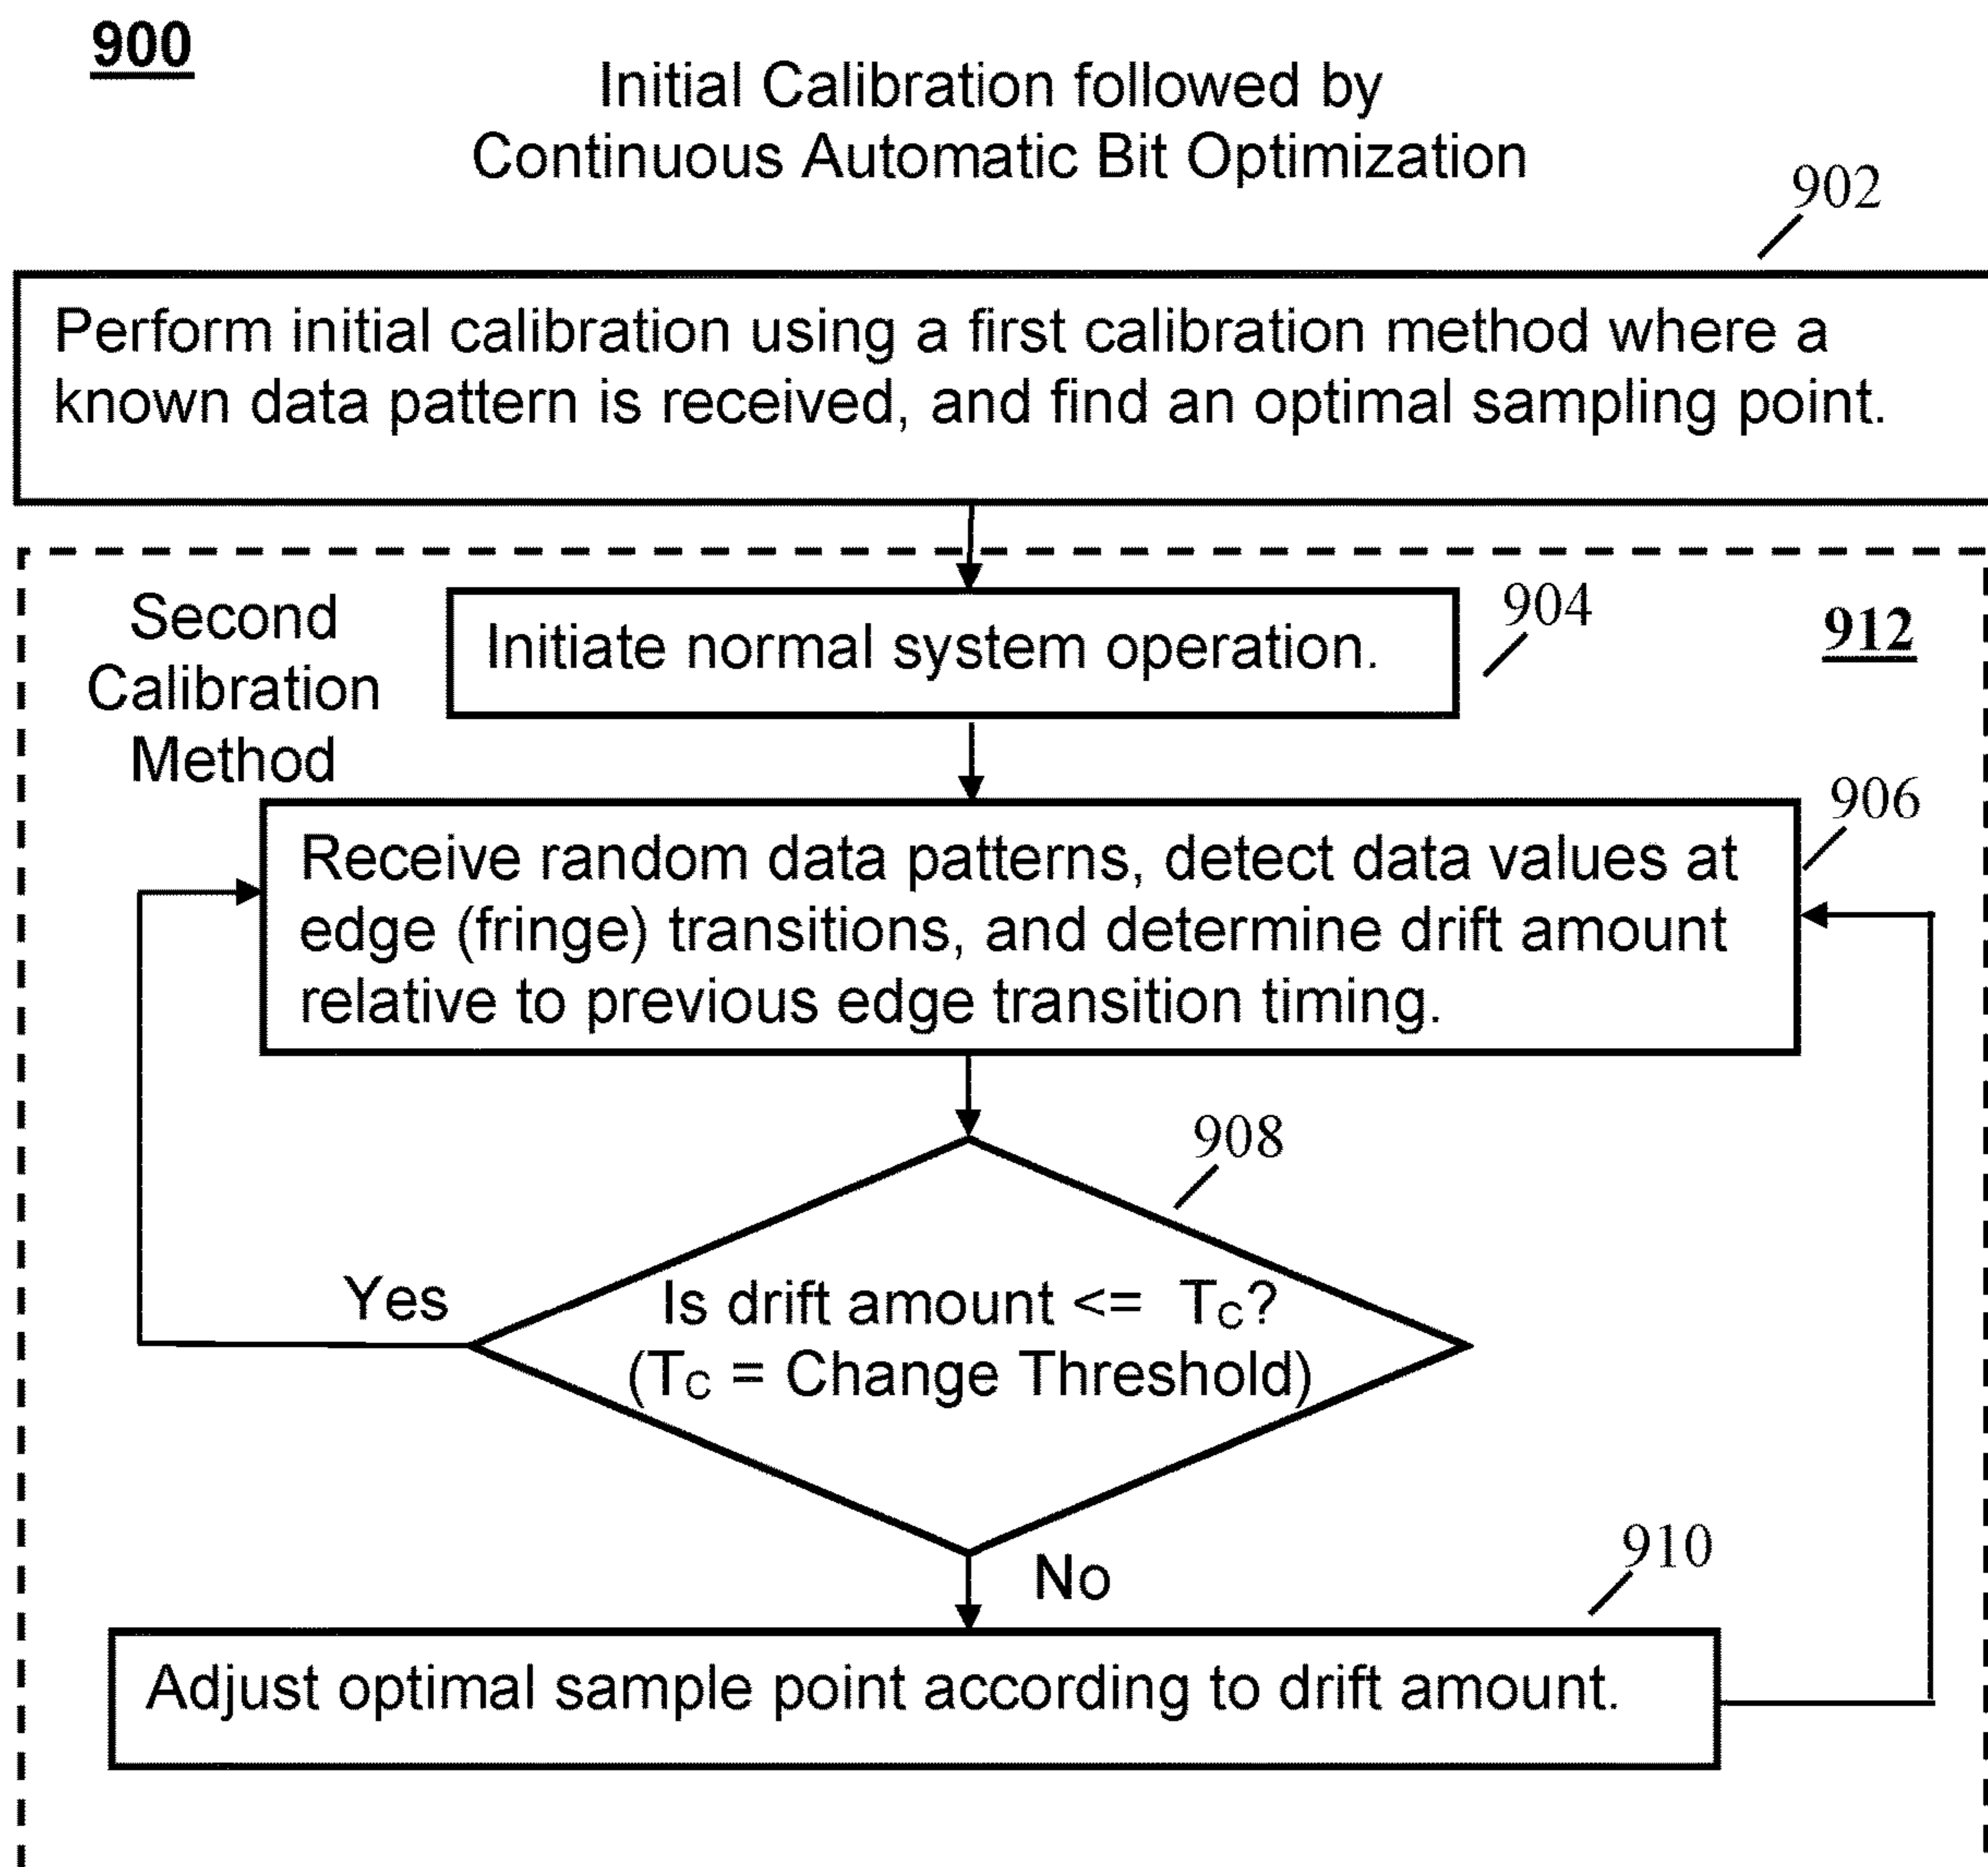 900
Initial Calibration followed by
Continuous Automatic Bit Optimization
902
Perform initial calibration using a first calibration method where a
known data pattern is received, and find an optimal sampling point.
Second
Calibration
Method
904
Initiate normal system operation.
912
906
Receive random data patterns, detect data values at
edge (fringe) transitions, and determine drift amount
relative to previous edge transition timing.
908
Yes
Is drift amount <= TC?
(TC = Change Threshold)
No
910
Adjust optimal sample point according to drift amount.